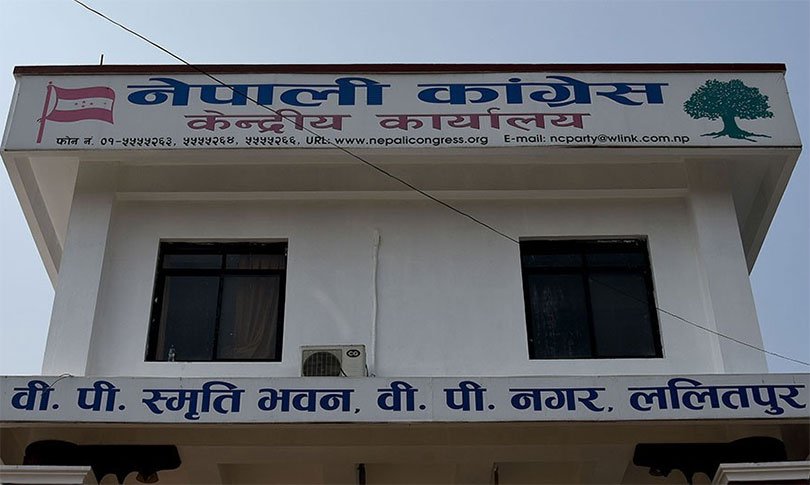 नेपाली कांग्रेस
केन्द्रीय कार्यालय
फोन नं. ०१-५५५५२६३, ५५५५२६४, ५५५५२६६, URL: www.nepalicongress.org E-mail: ncparty@wlink.com.np
वी. पी. स्मृति भवन, वी. पी. नगर, ललितपुर